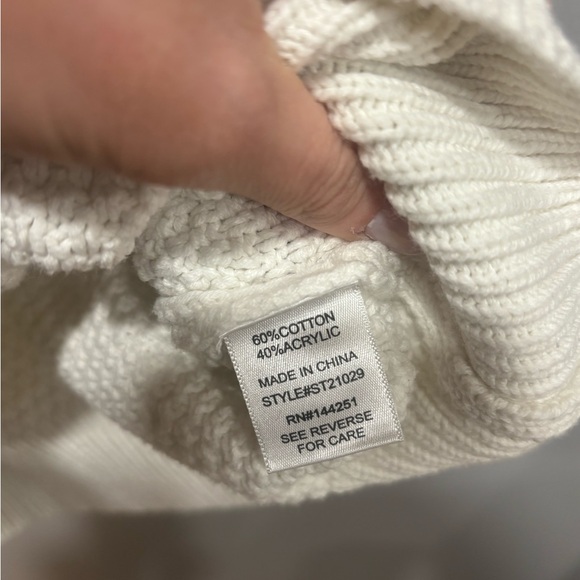 60%COTTON
40%ACRYLIC
MADE IN CHINA
STYLE#ST21029
RN#144251
SEE REVERSE
FOR CARE